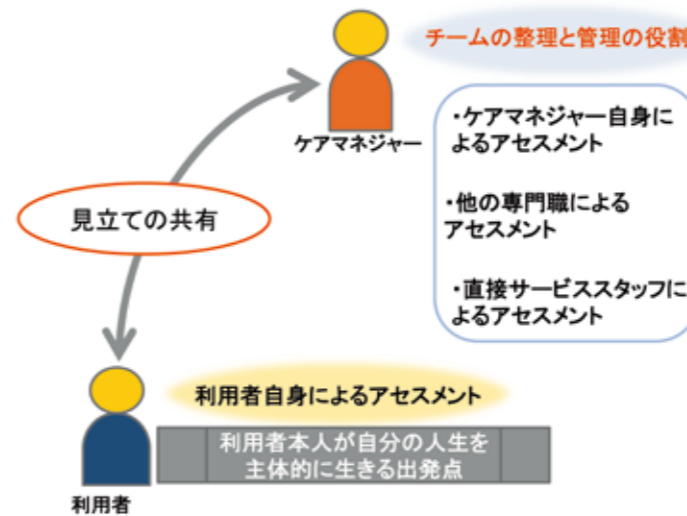 チームの整理と管理の役割
ケアマネジャー
・ケアマネジャー自身に
よるアセスメント
・他の専門職による
アセスメント
・直接サービススタッフに
よるアセスメント
見立ての共有
利用者自身によるアセスメント
利用者本人が自分の人生を
主体的に生きる出発点
利用者